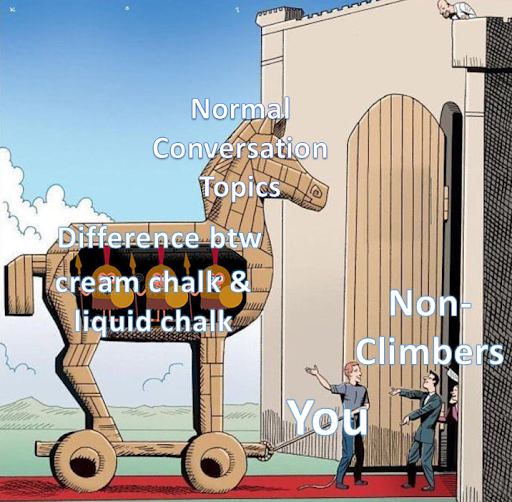 Normal
Conversation
Topics
Difference btw
cream chalk &
liquid chalk
Non-
Climbers
You